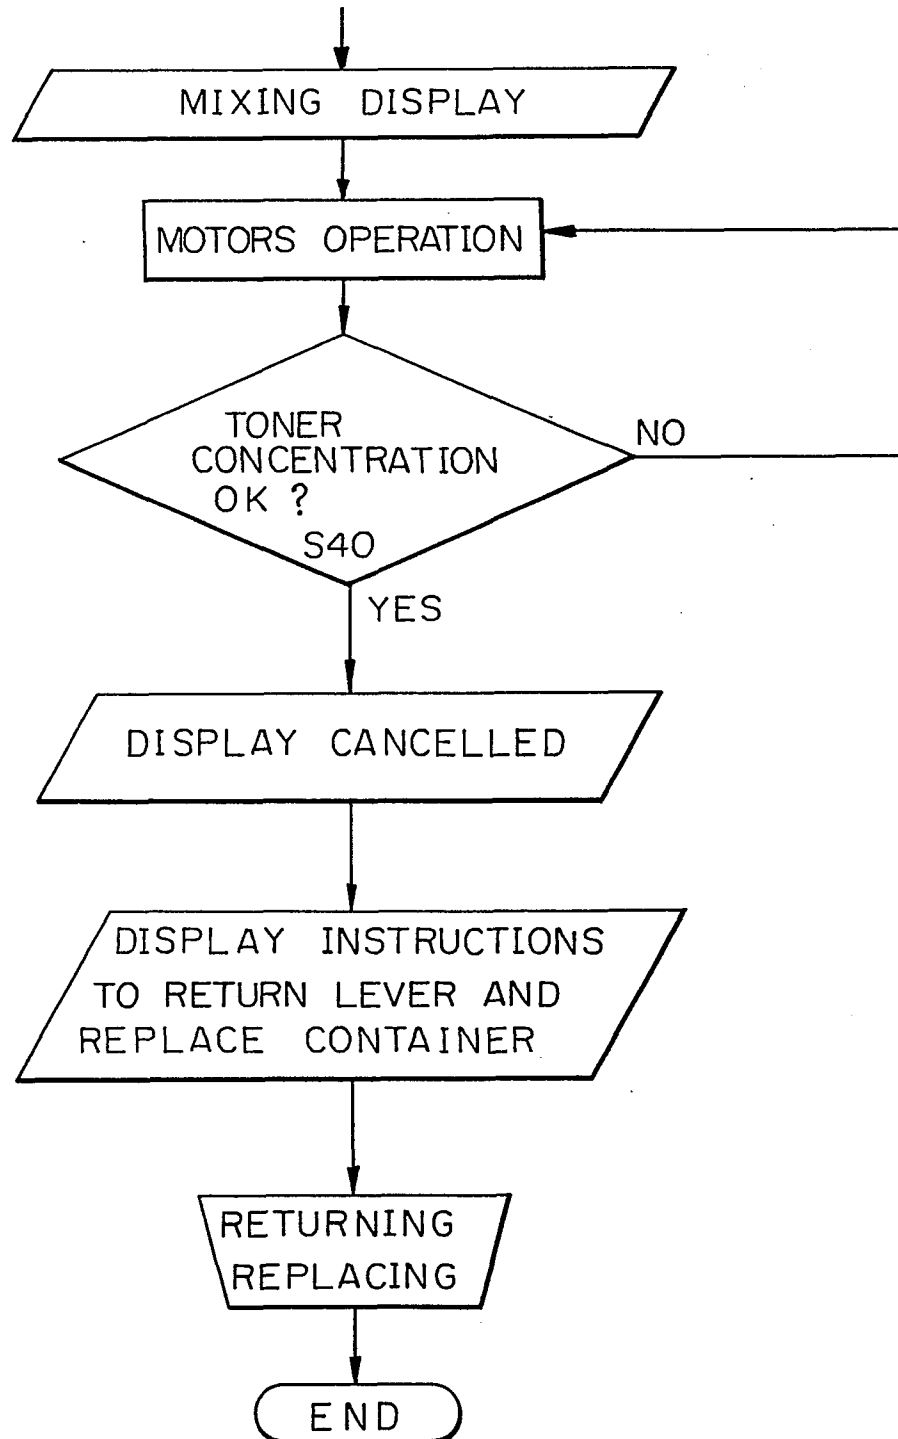 MIXING DISPLAY
MOTORS OPERATION
TONER
CONCENTRATION
OK ?
S40
NO
YES
DISPLAY CANCELLED
DISPLAY INSTRUCTIONS
TO RETURN LEVER AND
REPLACE CONTAINER
RETURNING
REPLACING
END